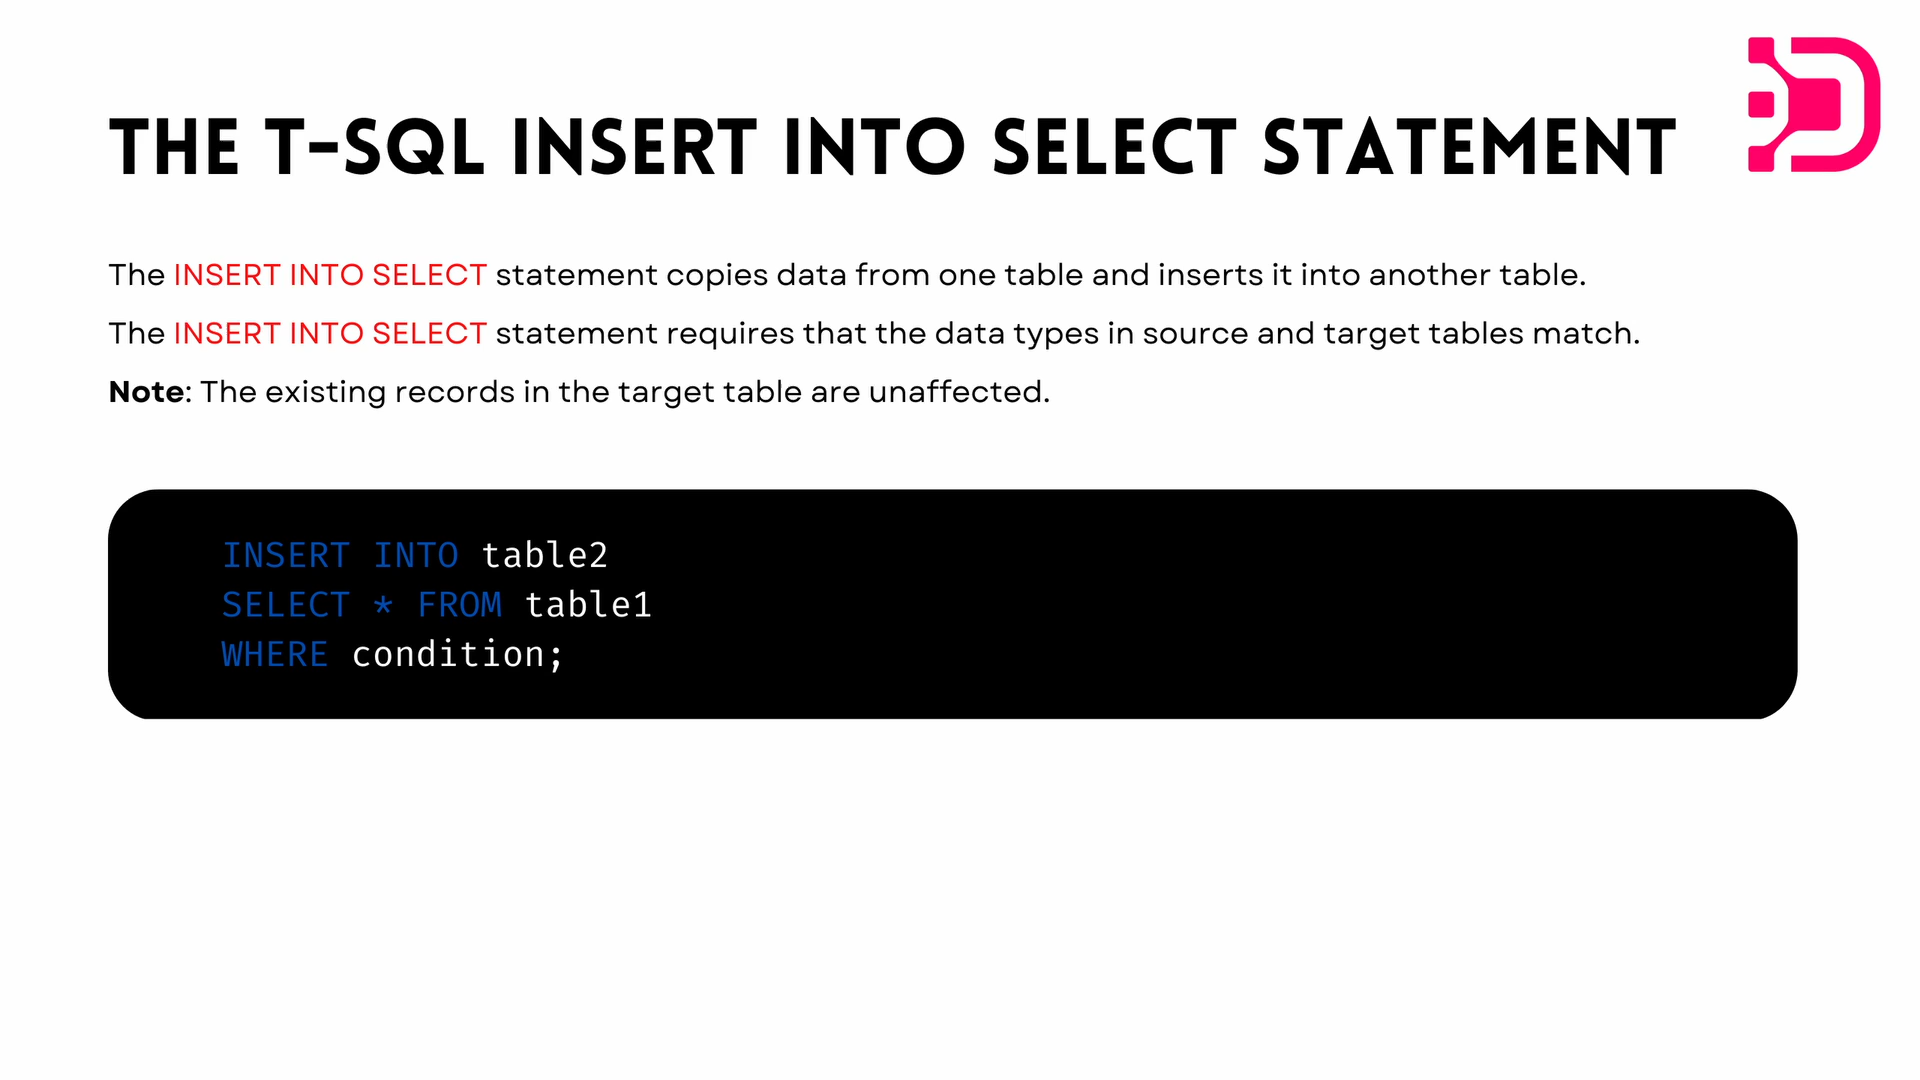 THE T-SQL INSERT INTO SELECT STATEMENT
The INSERT INTO SELECT statement copies data from one table and inserts it into another table.
The INSERT INTO SELECT statement requires that the data types in source and target tables match.
Note: The existing records in the target table are unaffected.
INSERT INTO table2
SELECT * FROM table1
WHERE condition;